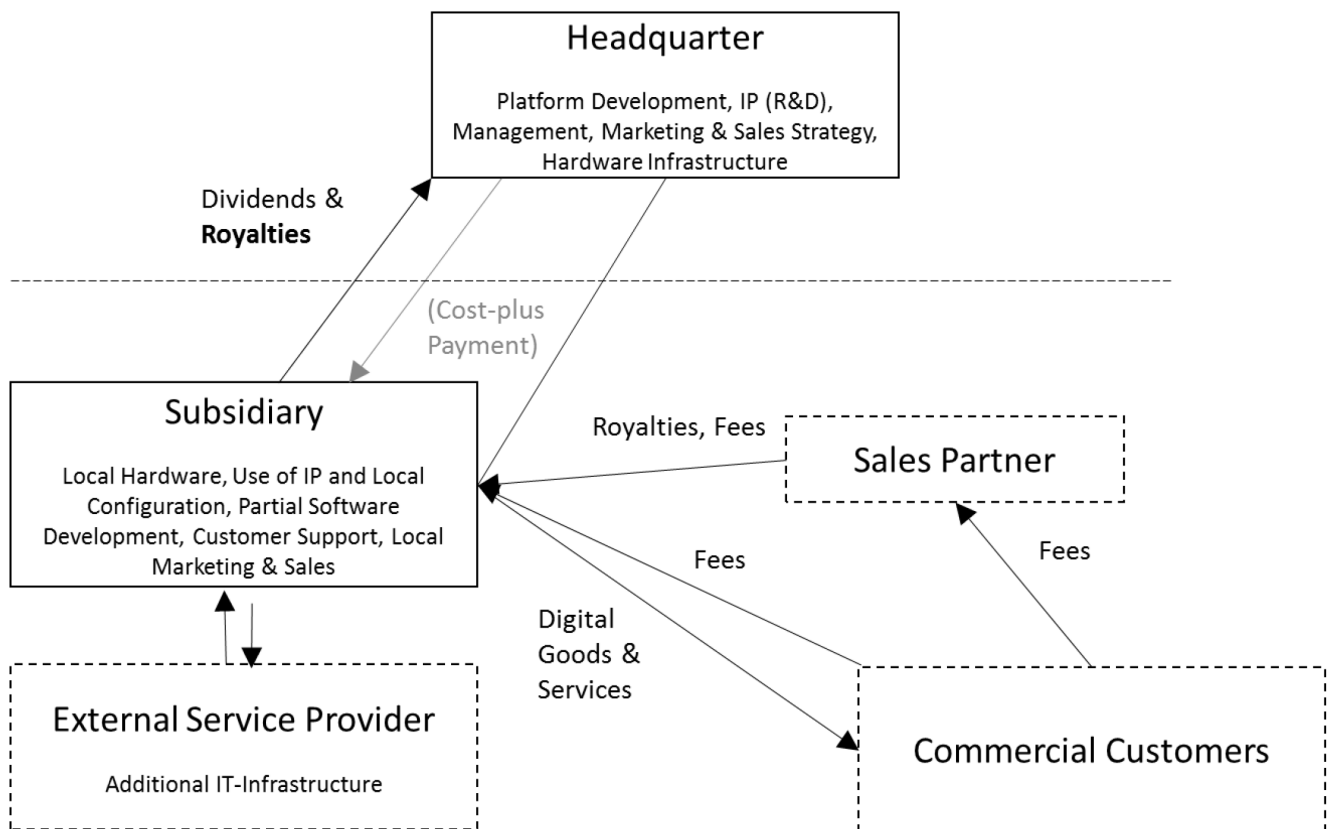 Headquarter
Platform Development, IP (R&D),
Management, Marketing & Sales Strategy,
Hardware Infrastructure
Dividends &
Royalties
(Cost-plus
Payment)
Subsidiary
Local Hardware, Use of IP and Local
Configuration, Partial Software
Development, Customer Support, Local
Marketing & Sales
Royalties, Fees
Sales Partner
Fees
Fees
Digital
Goods &
Services
External Service Provider
Additional IT-Infrastructure
Commercial Customers